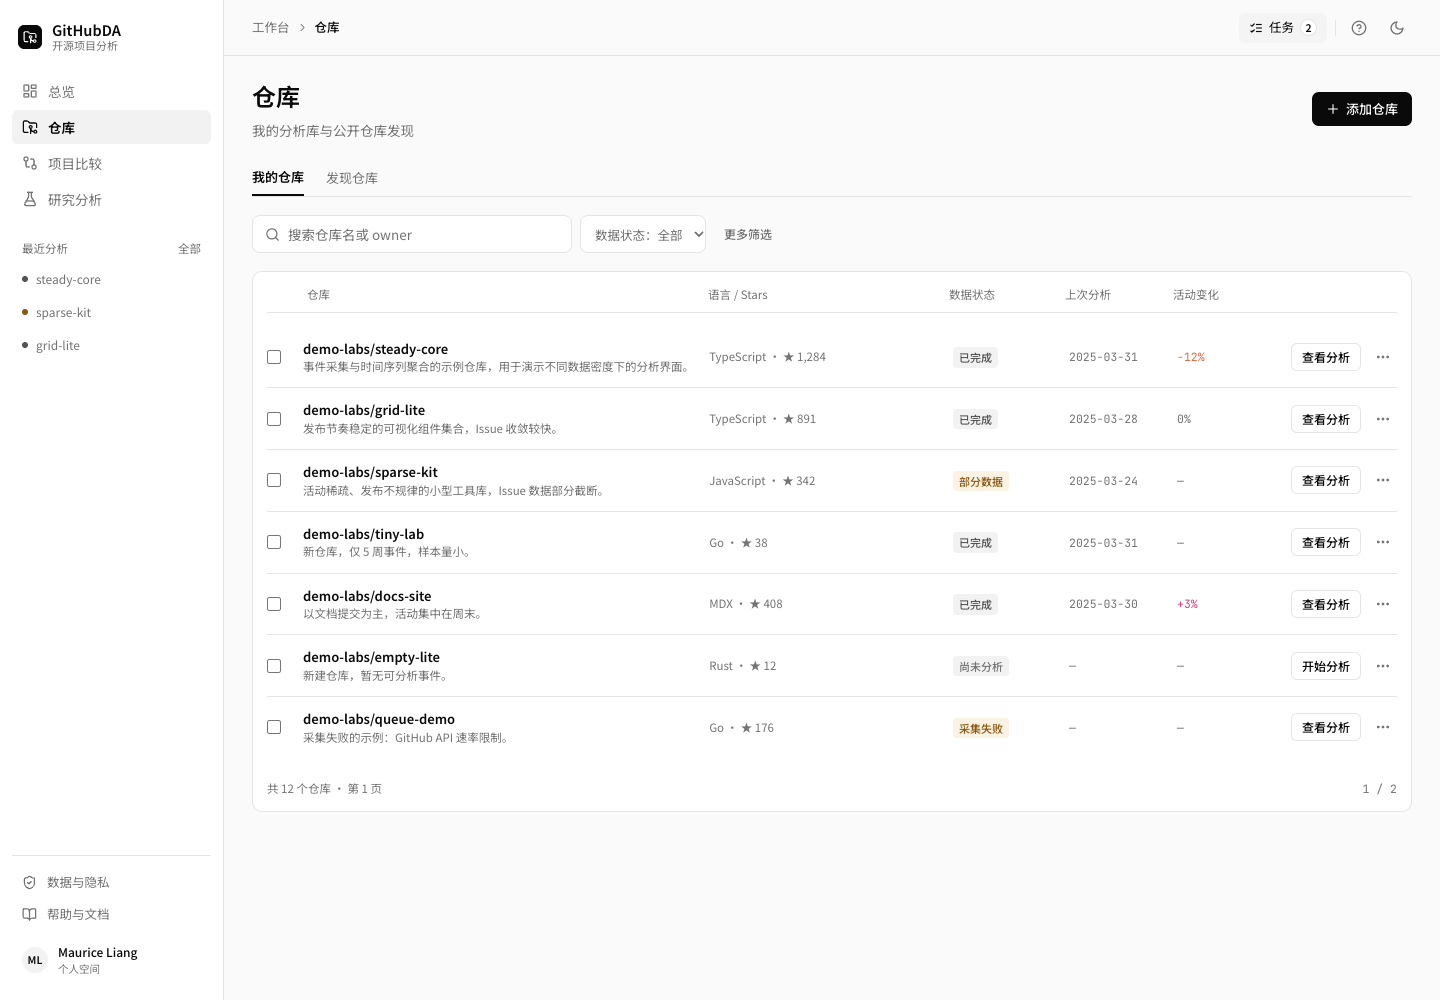 GitHubDA
开源项目分析
总览
仓库
项目比较
研究分析
最近分析 全部
steady-core
sparse-kit
grid-lite
数据与隐私
帮助与文档
ML
Maurice Liang
个人空间
工作台 > 仓库
任务 2
仓库
我的分析库与公开仓库发现
+ 添加仓库
我的仓库 发现仓库
搜索仓库名或 owner
数据状态：全部
更多筛选
仓库 语言 / Stars 数据状态 上次分析 活动变化
demo-labs/steady-core
事件采集与时间序列聚合的示例仓库，用于演示不同数据密度下的分析界面。
TypeScript · ★ 1,284 已完成 2025-03-31 -12% 查看分析 ···
demo-labs/grid-lite
发布节奏稳定的可视化组件集合，Issue 收敛较快。
TypeScript · ★ 891 已完成 2025-03-28 0% 查看分析 ···
demo-labs/sparse-kit
活动稀疏、发布不规律的小型工具库，Issue 数据部分截断。
JavaScript · ★ 342 部分数据 2025-03-24 — 查看分析 ···
demo-labs/tiny-lab
新仓库，仅 5 周事件，样本量小。
Go · ★ 38 已完成 2025-03-31 — 查看分析 ···
demo-labs/docs-site
以文档提交为主，活动集中在周末。
MDX · ★ 408 已完成 2025-03-30 +3% 查看分析 ···
demo-labs/empty-lite
新建仓库，暂无可分析事件。
Rust · ★ 12 尚未分析 — — 开始分析 ···
demo-labs/queue-demo
采集失败的示例：GitHub API 速率限制。
Go · ★ 176 采集失败 — — 查看分析 ···
共 12 个仓库 · 第 1 页 1 / 2